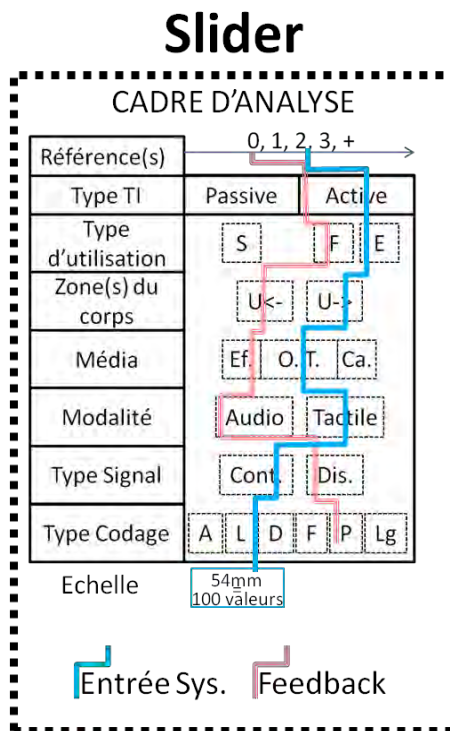 Slider
CADRE D'ANALYSE
Référence(s) 0, 1, 2, 3, +
Type TI Passive Active
Type
d'utilisation S F E
Zone(s) du
corps U<- U->
Média Ef. O. T. Ca.
Modalité Audio Tactile
Type Signal Cont. Dis.
Type Codage A L D F P Lg
Echelle 54mm
=
100 valeurs
Entrée Sys. Feedback